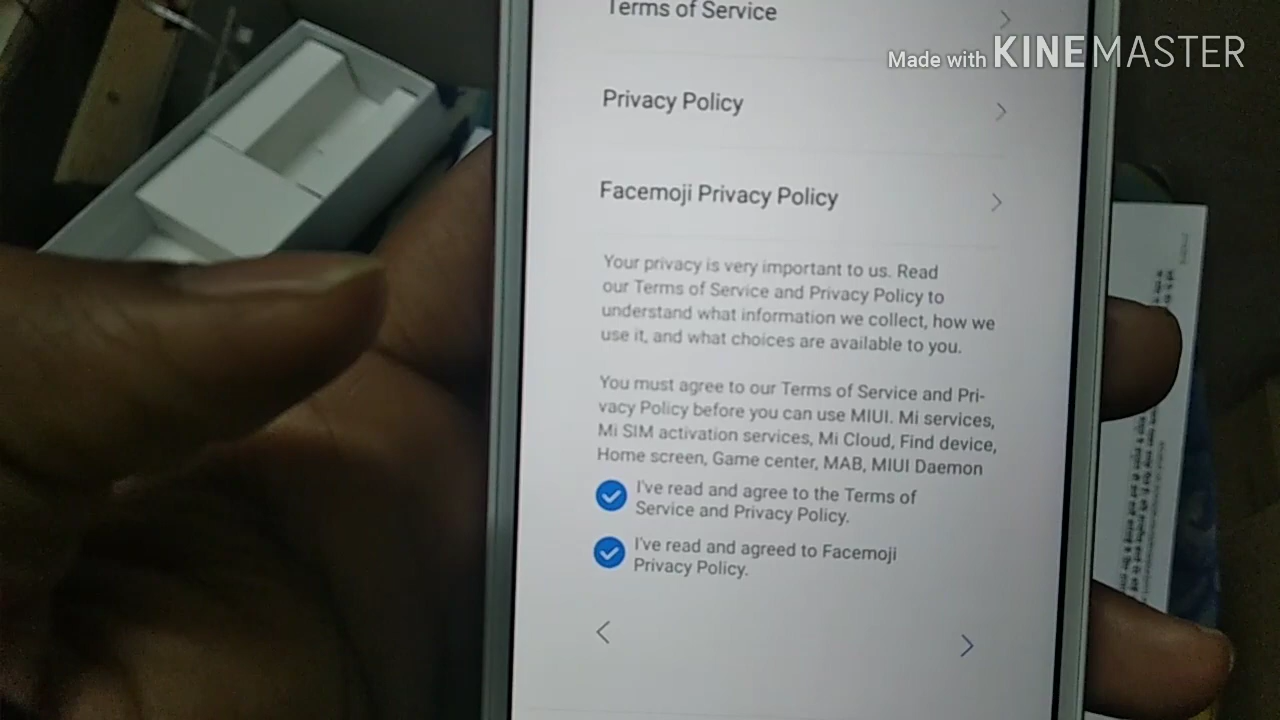 Terms of Service
Made with KINEMASTER
Privacy Policy
Facemoji Privacy Policy
Your privacy is very important to us. Read
our Terms of Service and Privacy Policy to
understand what information we collect, how we
use it, and what choices are available to you.
You must agree to our Terms of Service and Pri-
vacy Policy before you can use MIUI. Mi services,
Mi SIM activation services, Mi Cloud, Find device,
Home screen, Game center, MAB, MIUI Daemon
I've read and agree to the Terms of
Service and Privacy Policy.
I've read and agreed to Facemoji
Privacy Policy.